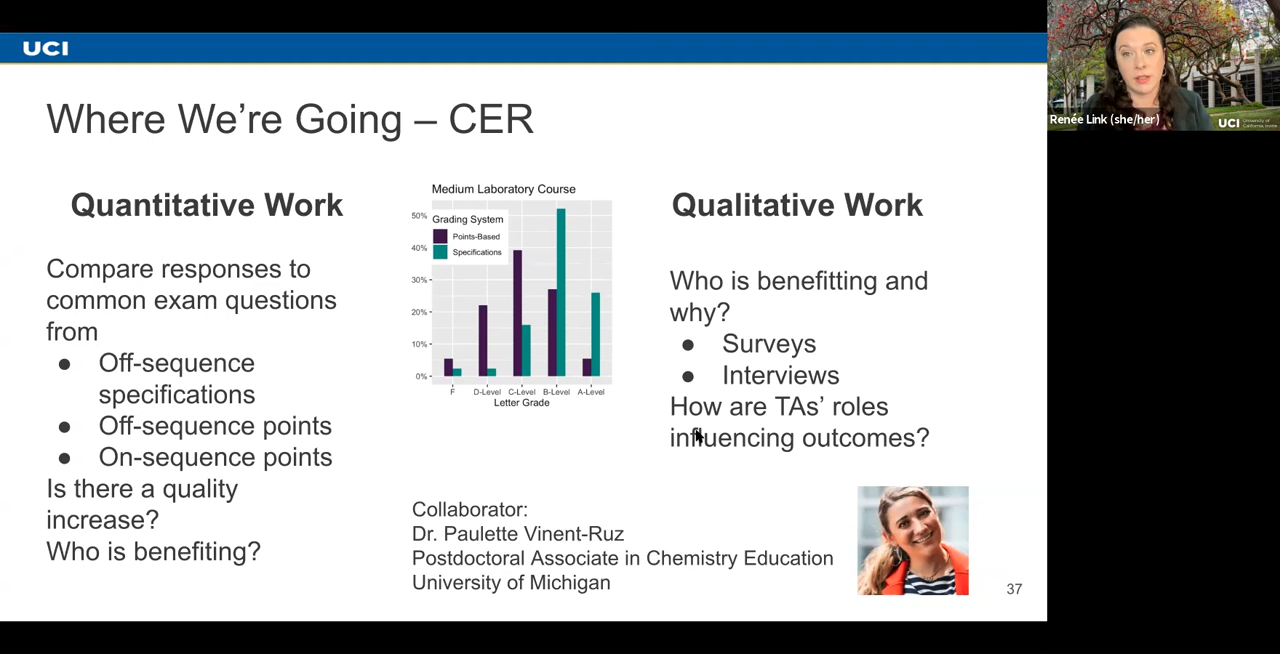 UCI
Where We're Going – CER
Quantitative Work
Compare responses to
common exam questions
from
● Off-sequence
specifications
● Off-sequence points
● On-sequence points
Is there a quality
increase?
Who is benefiting?
Medium Laboratory Course
Grading System
Points-Based
Specifications
50%
40%
30%
20%
10%
0%
F D-Level C-Level B-Level A-Level
Letter Grade
Qualitative Work
Who is benefitting and
why?
● Surveys
● Interviews
How are TAs' roles
influencing outcomes?
Collaborator:
Dr. Paulette Vinent-Ruz
Postdoctoral Associate in Chemistry Education
University of Michigan
37
Renée Link (she/her)
UCI
University of
California, Irvine